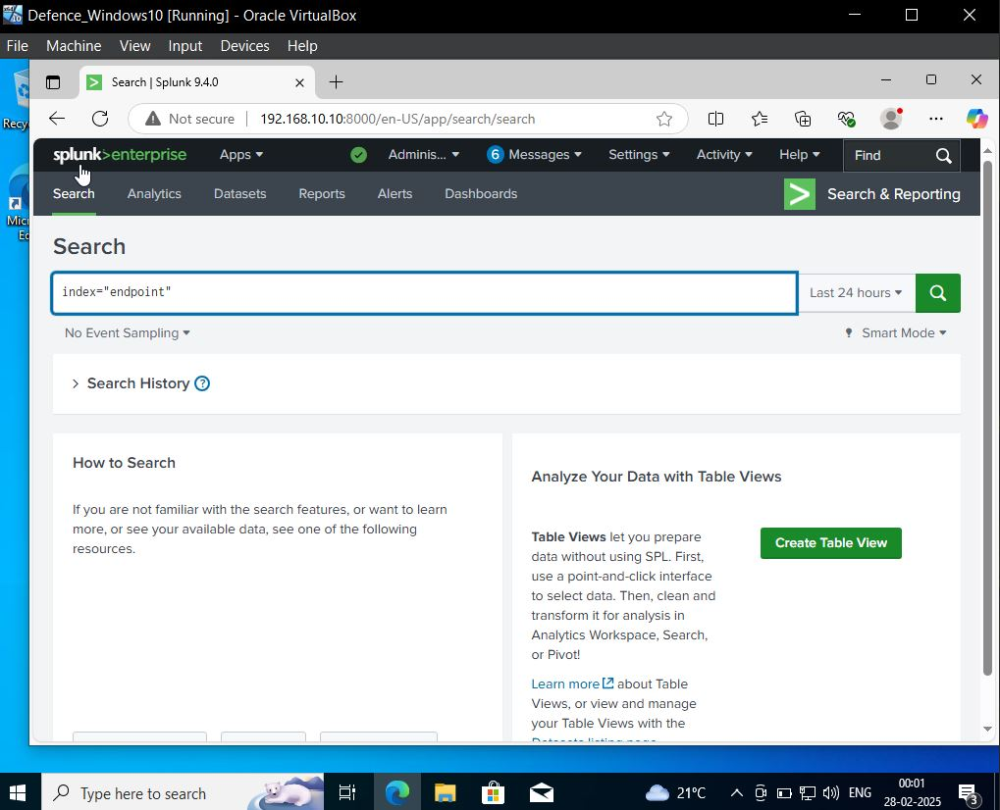 Defence_Windows10 [Running] - Oracle VirtualBox
File Machine View Input Devices Help
Search | Splunk 9.4.0
Not secure 192.168.10.10:8000/en-US/app/search/search
splunk>enterprise Apps Adminis... 6 Messages Settings Activity Help Find
Search Analytics Datasets Reports Alerts Dashboards Search & Reporting
Search
index="endpoint" Last 24 hours
No Event Sampling Smart Mode
Search History ?
How to Search
If you are not familiar with the search features, or want to learn
more, or see your available data, see one of the following
resources.
Analyze Your Data with Table Views
Table Views let you prepare
data without using SPL. First,
use a point-and-click interface
to select data. Then, clean and
transform it for analysis in
Analytics Workspace, Search,
or Pivot!
Create Table View
Learn more about Table
Views, or view and manage
your Table Views with the
Datasets listing page
Type here to search
21°C ENG 00:01
28-02-2025
3